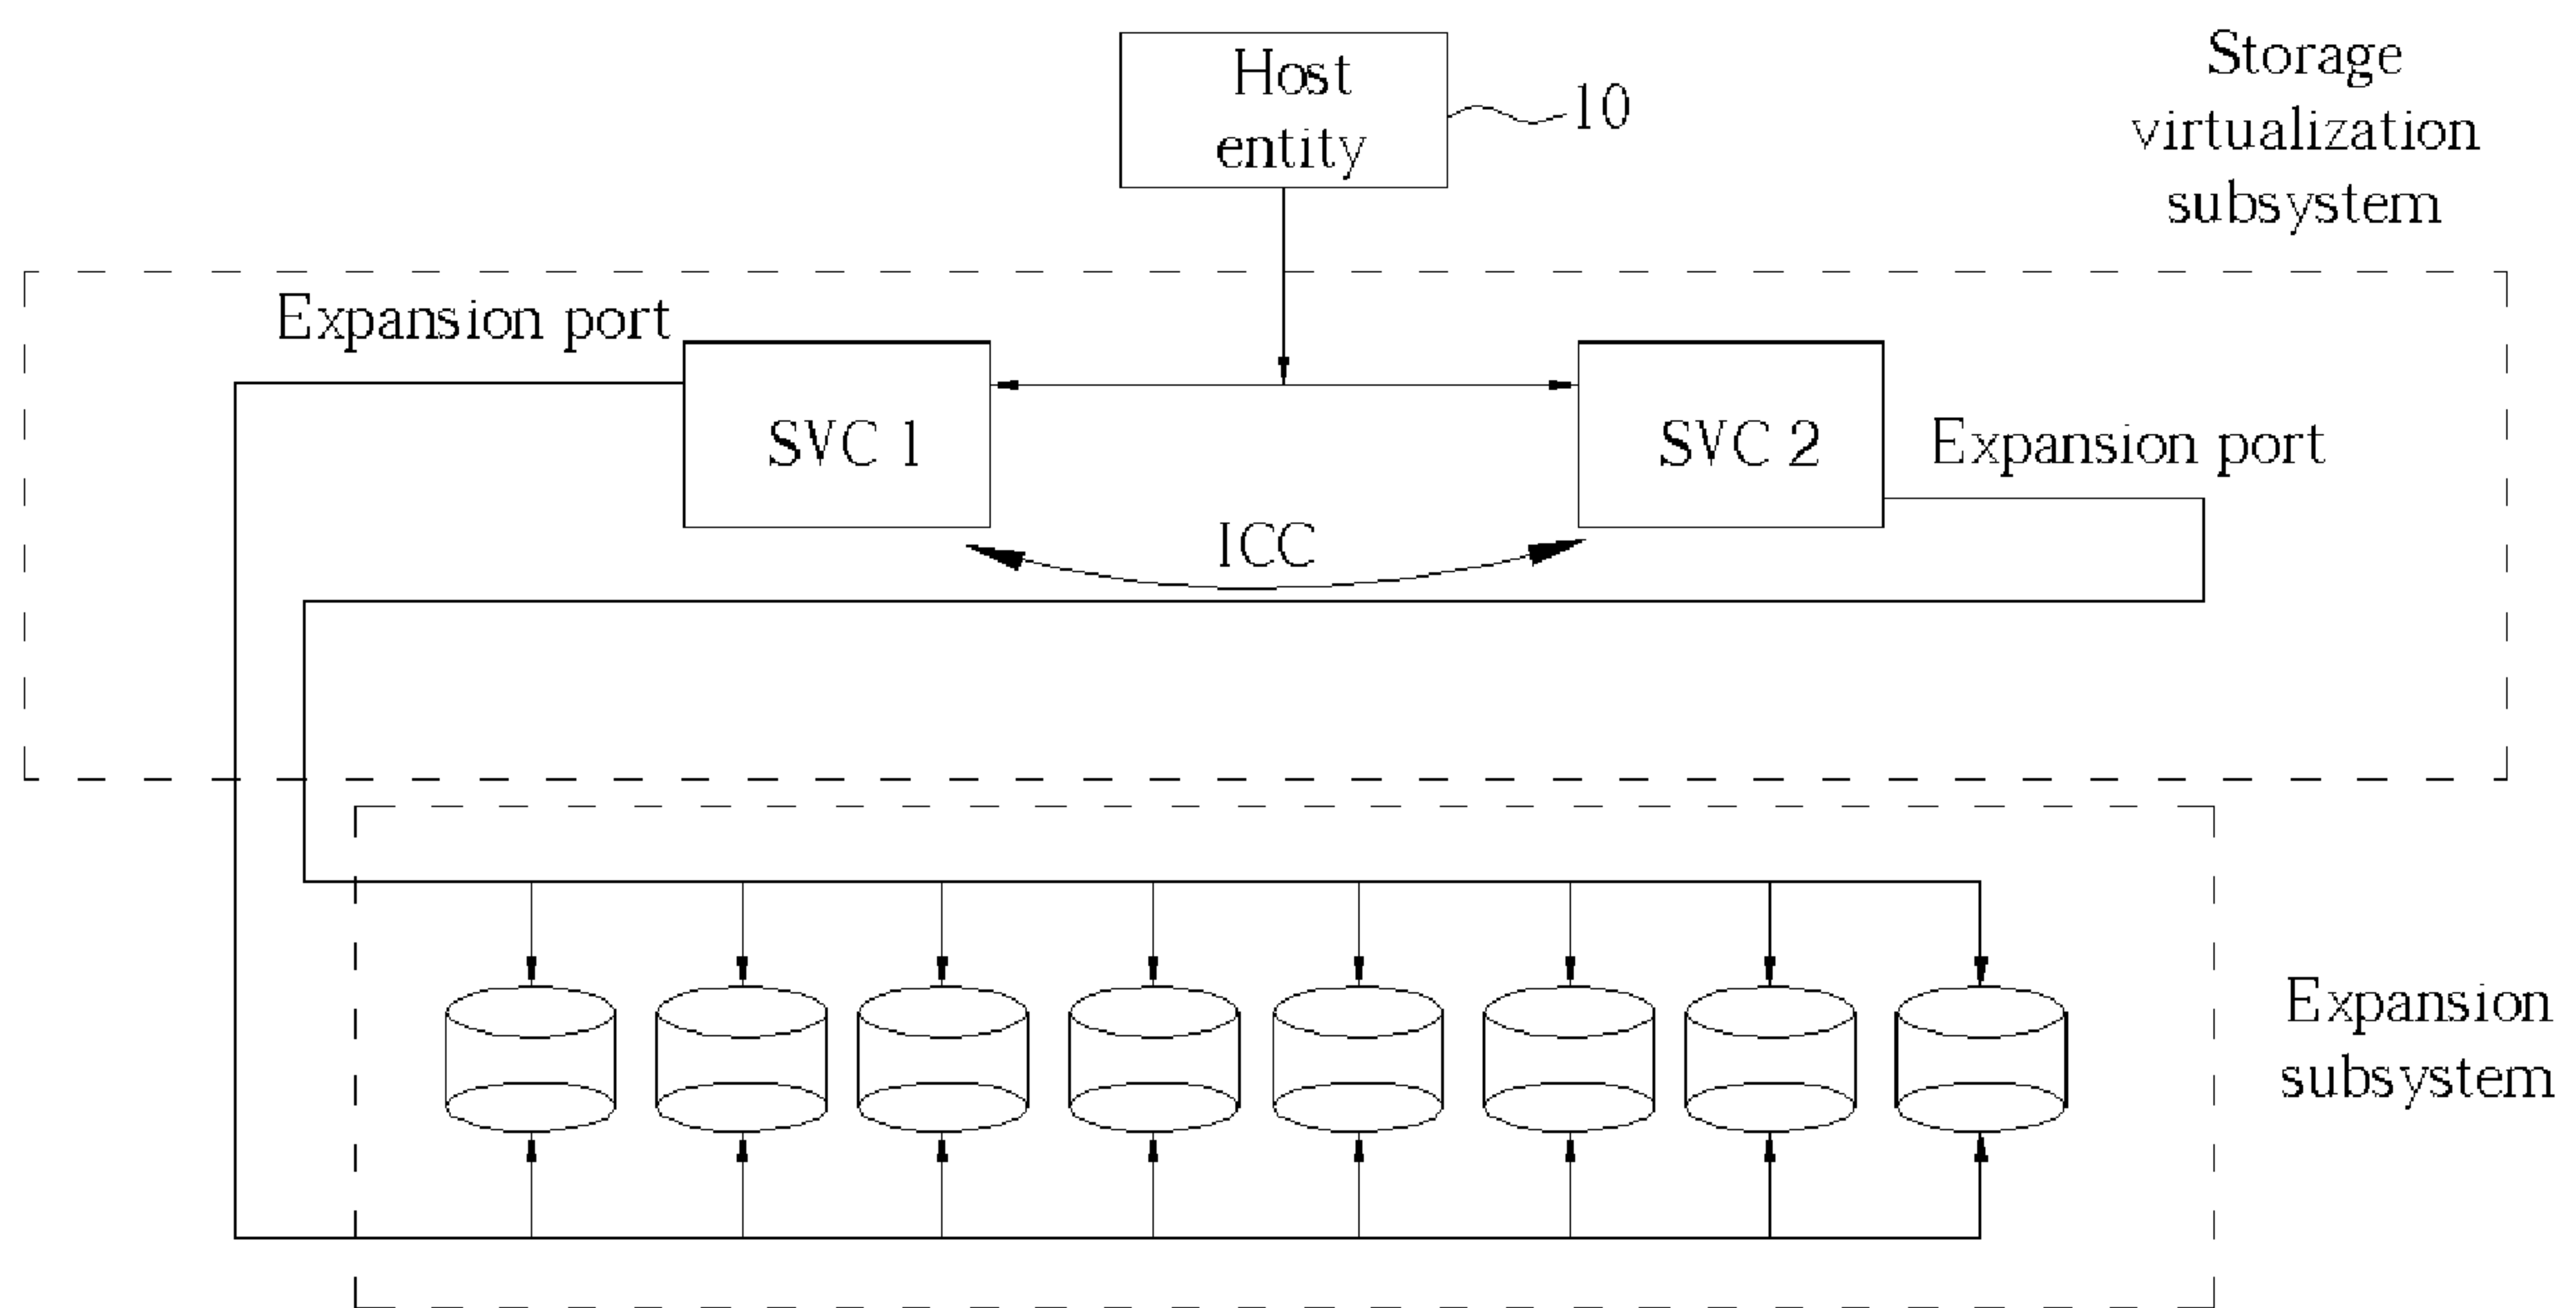 Host
entity
10
Storage
virtualization
subsystem
Expansion port
SVC 1
SVC 2
Expansion port
ICC
Expansion
subsystem